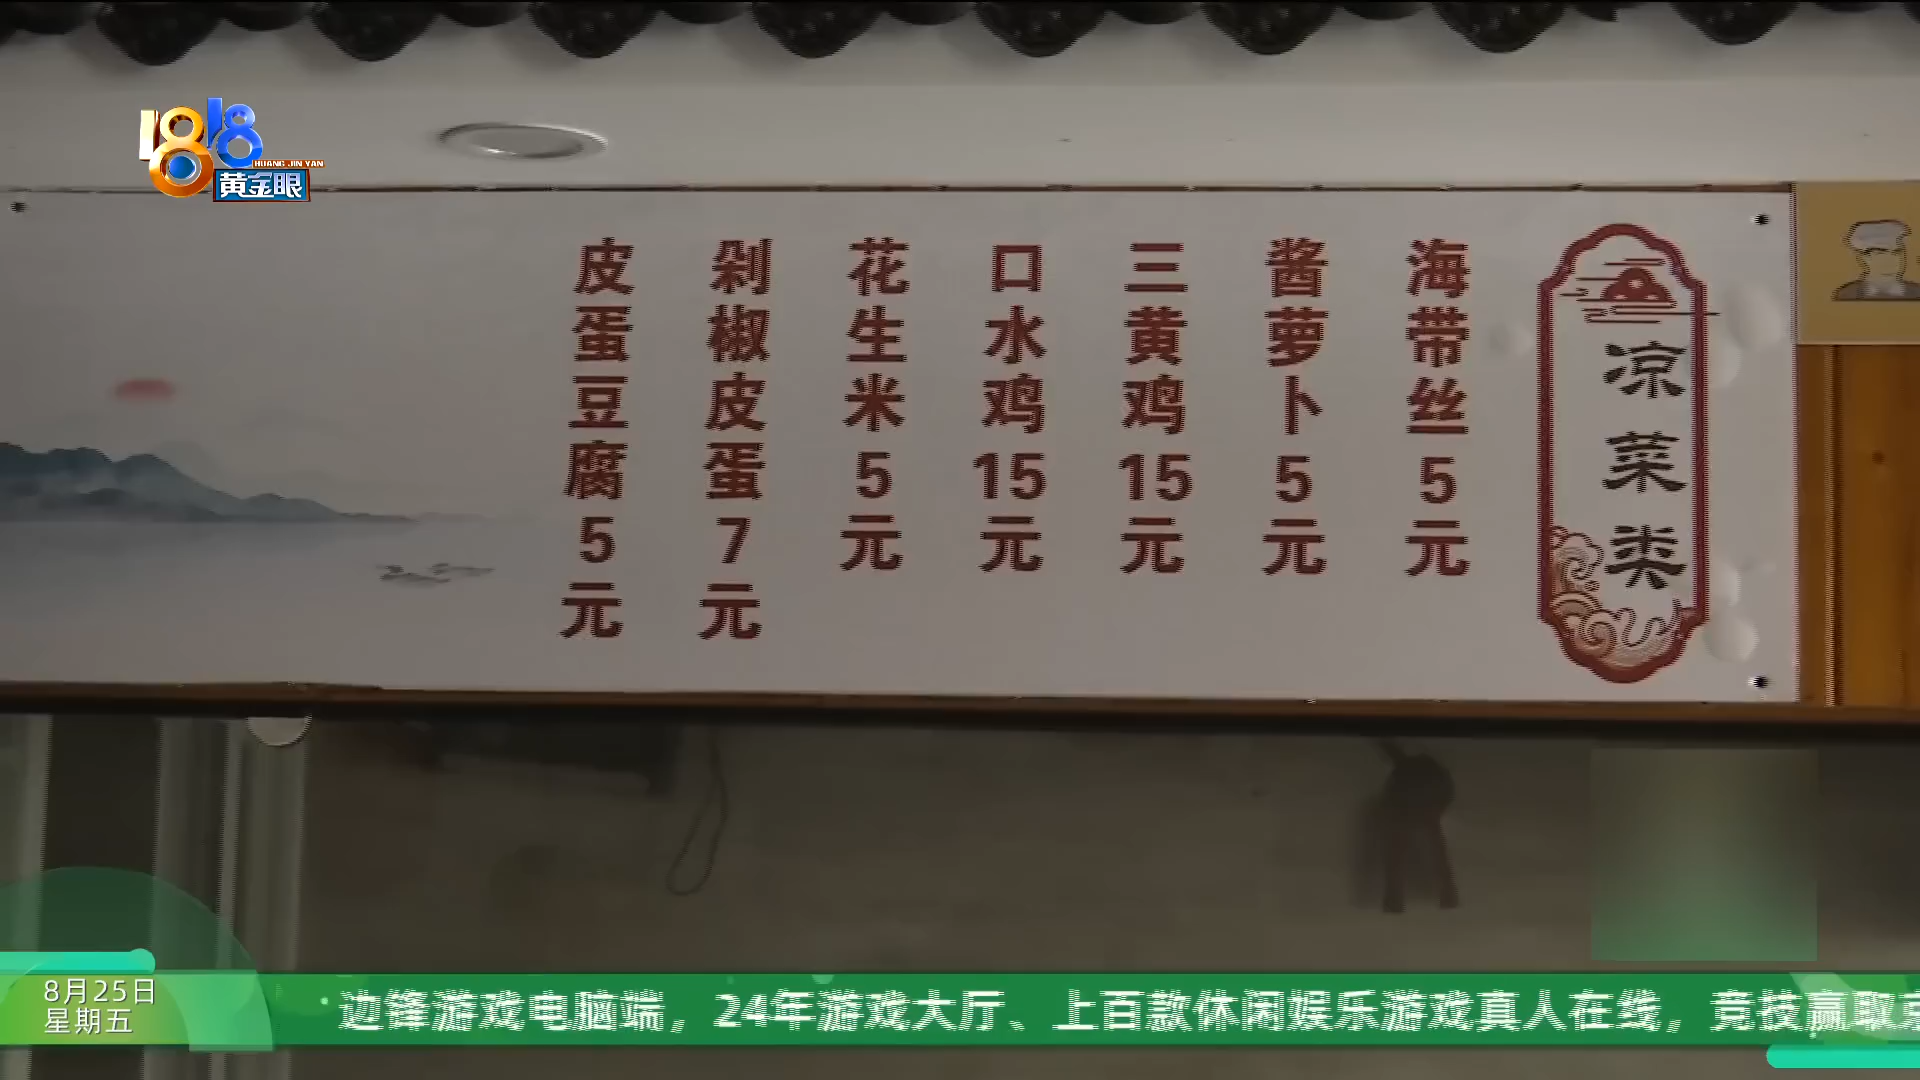 1818
HUANG JIN YAN
黄金眼
凉菜类
海带丝5元
酱萝卜5元
三黄鸡15元
口水鸡15元
花生米5元
剁椒皮蛋7元
皮蛋豆腐5元
8月25日
星期五
边锋游戏电脑端，24年游戏大厅、上百款休闲娱乐游戏真人在线，竞技赢取